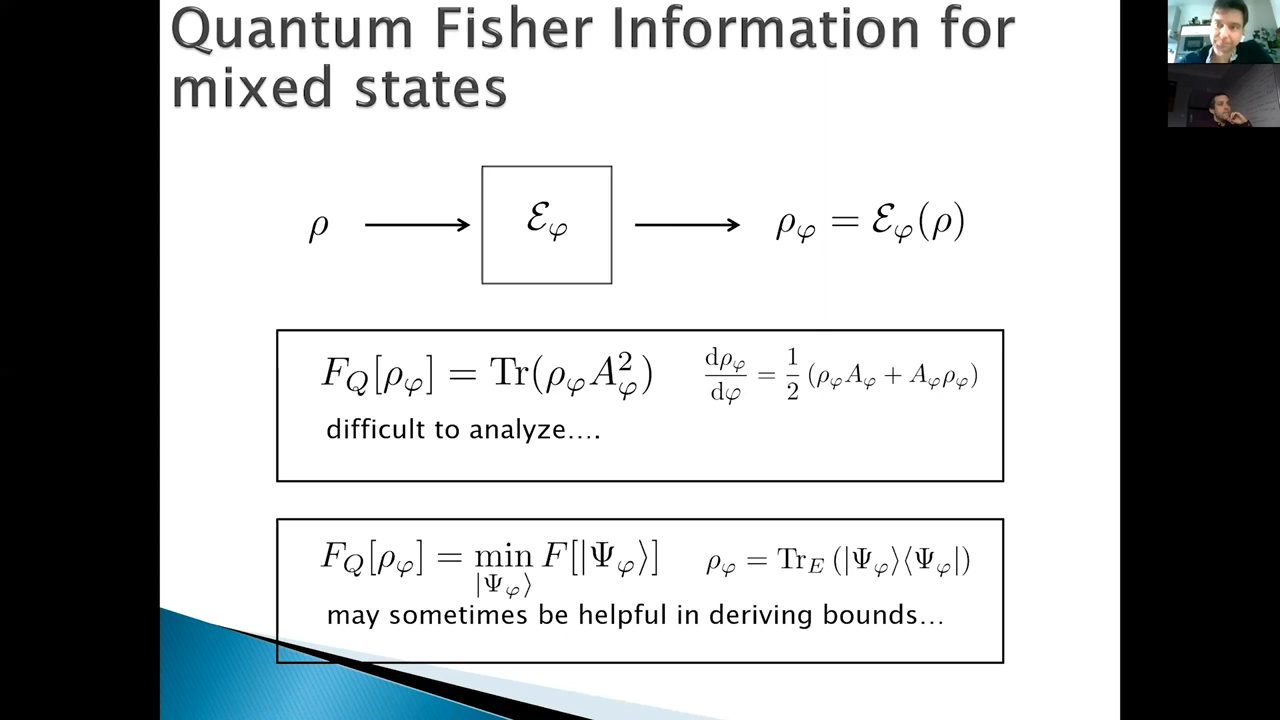 Quantum Fisher Information for
mixed states
ρ ⟶ ℰ_φ ⟶ ρ_φ = ℰ_φ(ρ)
F_Q[ρ_φ] = Tr(ρ_φ A_φ^2) dρ_φ/dφ = 1/2 (ρ_φ A_φ + A_φ ρ_φ)
difficult to analyze....
F_Q[ρ_φ] = min_{|Ψ_φ⟩} F[|Ψ_φ⟩] ρ_φ = Tr_E (|Ψ_φ⟩⟨Ψ_φ|)
may sometimes be helpful in deriving bounds...